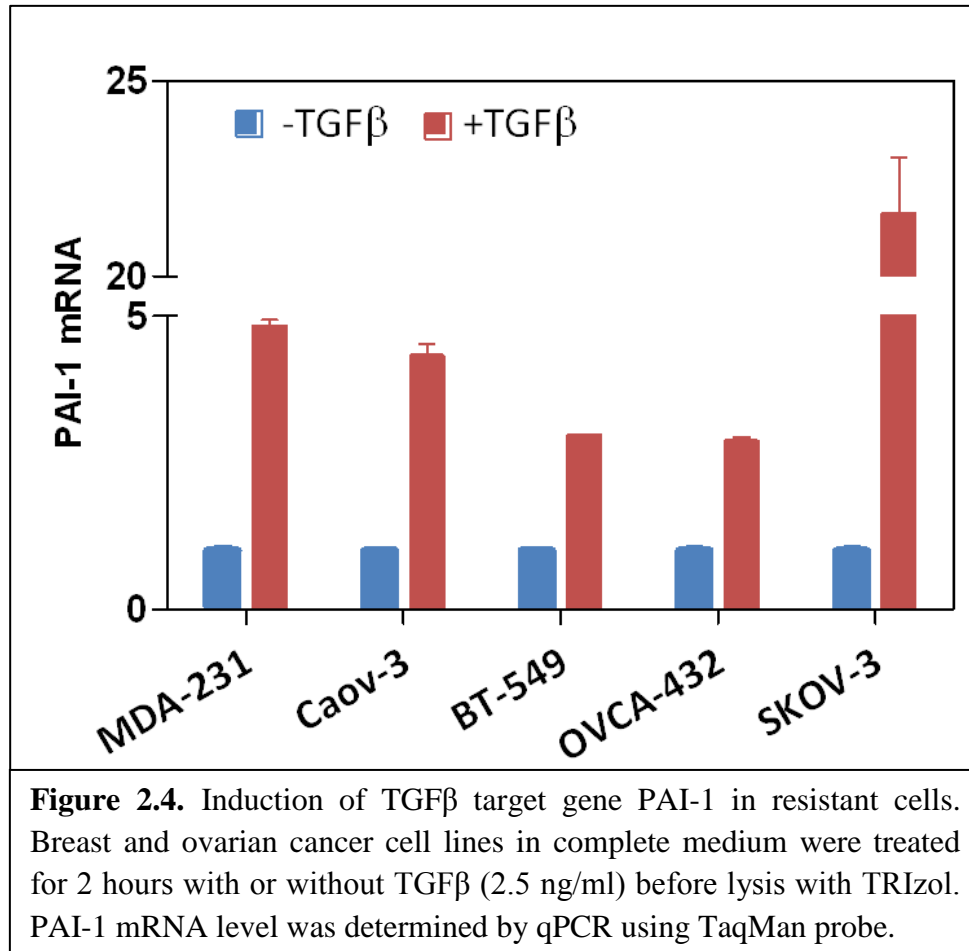 25
-TGFβ +TGFβ
PAI-1 mRNA
20
5
0
MDA-231 Caov-3 BT-549 OVCA-432 SKOV-3
Figure 2.4. Induction of TGFβ target gene PAI-1 in resistant cells.
Breast and ovarian cancer cell lines in complete medium were treated
for 2 hours with or without TGFβ (2.5 ng/ml) before lysis with TRIzol.
PAI-1 mRNA level was determined by qPCR using TaqMan probe.